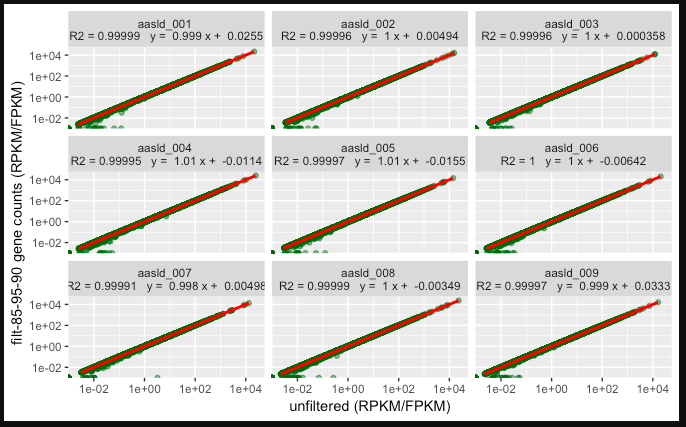 aasld_001
R2 = 0.99999 y = 0.999 x + 0.0255
aasld_002
R2 = 0.99996 y = 1 x + 0.00494
aasld_003
R2 = 0.99996 y = 1 x + 0.000358
1e+04
1e+02
1e+00
1e-02
aasld_004
R2 = 0.99995 y = 1.01 x + -0.0114
aasld_005
R2 = 0.99997 y = 1.01 x + -0.0155
aasld_006
R2 = 1 y = 1 x + -0.00642
1e+04
1e+02
1e+00
1e-02
aasld_007
R2 = 0.99991 y = 0.998 x + 0.00498
aasld_008
R2 = 0.99999 y = 1 x + -0.00349
aasld_009
R2 = 0.99997 y = 0.999 x + 0.0333
1e+04
1e+02
1e+00
1e-02
1e-02 1e+00 1e+02 1e+04 1e-02 1e+00 1e+02 1e+04 1e-02 1e+00 1e+02 1e+04
unfiltered (RPKM/FPKM)
filt-85-95-90 gene counts (RPKM/FPKM)